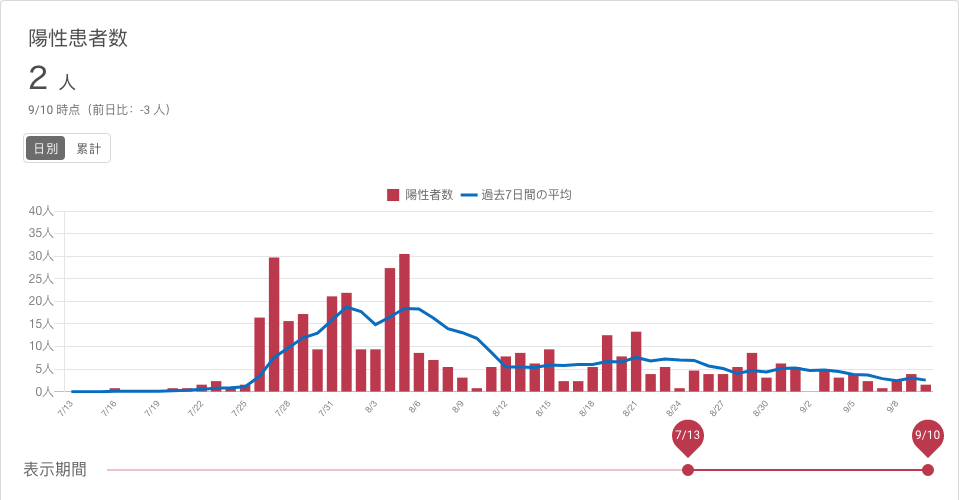 陽性患者数
2 人
9/10 時点（前日比：-3 人）
日別 累計
陽性者数 過去7日間の平均
40人
35人
30人
25人
20人
15人
10人
5人
0人
7/13 7/16 7/19 7/22 7/25 7/28 7/31 8/3 8/6 8/9 8/12 8/15 8/18 8/21 8/24 8/27 8/30 9/2 9/5 9/8
7/13 9/10
表示期間